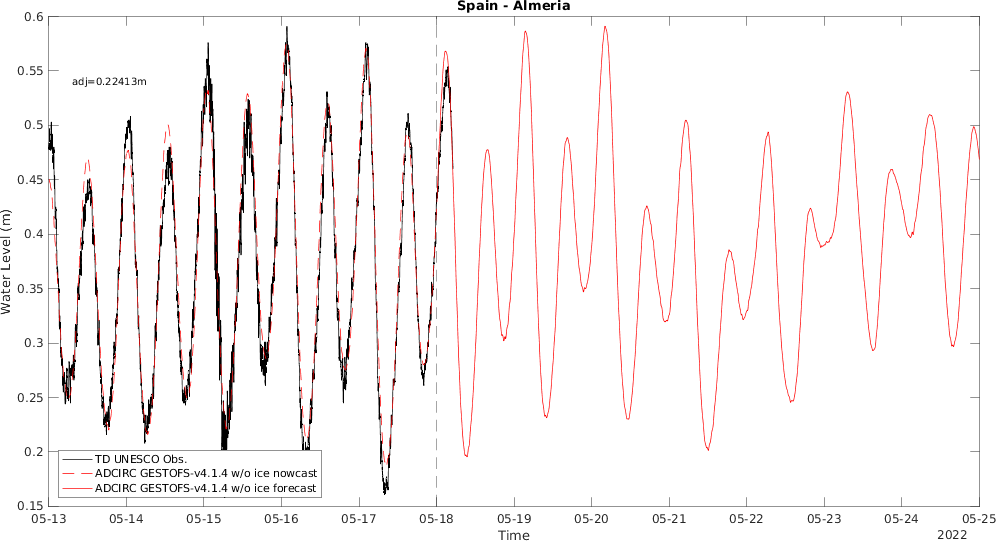 Spain - Almeria
0.6
0.55
adj=0.22413m
0.5
0.45
0.4
0.35
0.3
0.25
0.2
0.15
Water Level (m)
TD UNESCO Obs.
ADCIRC GESTOFS-v4.1.4 w/o ice nowcast
ADCIRC GESTOFS-v4.1.4 w/o ice forecast
05-13 05-14 05-15 05-16 05-17 05-18 05-19 05-20 05-21 05-22 05-23 05-24 05-25
Time
2022